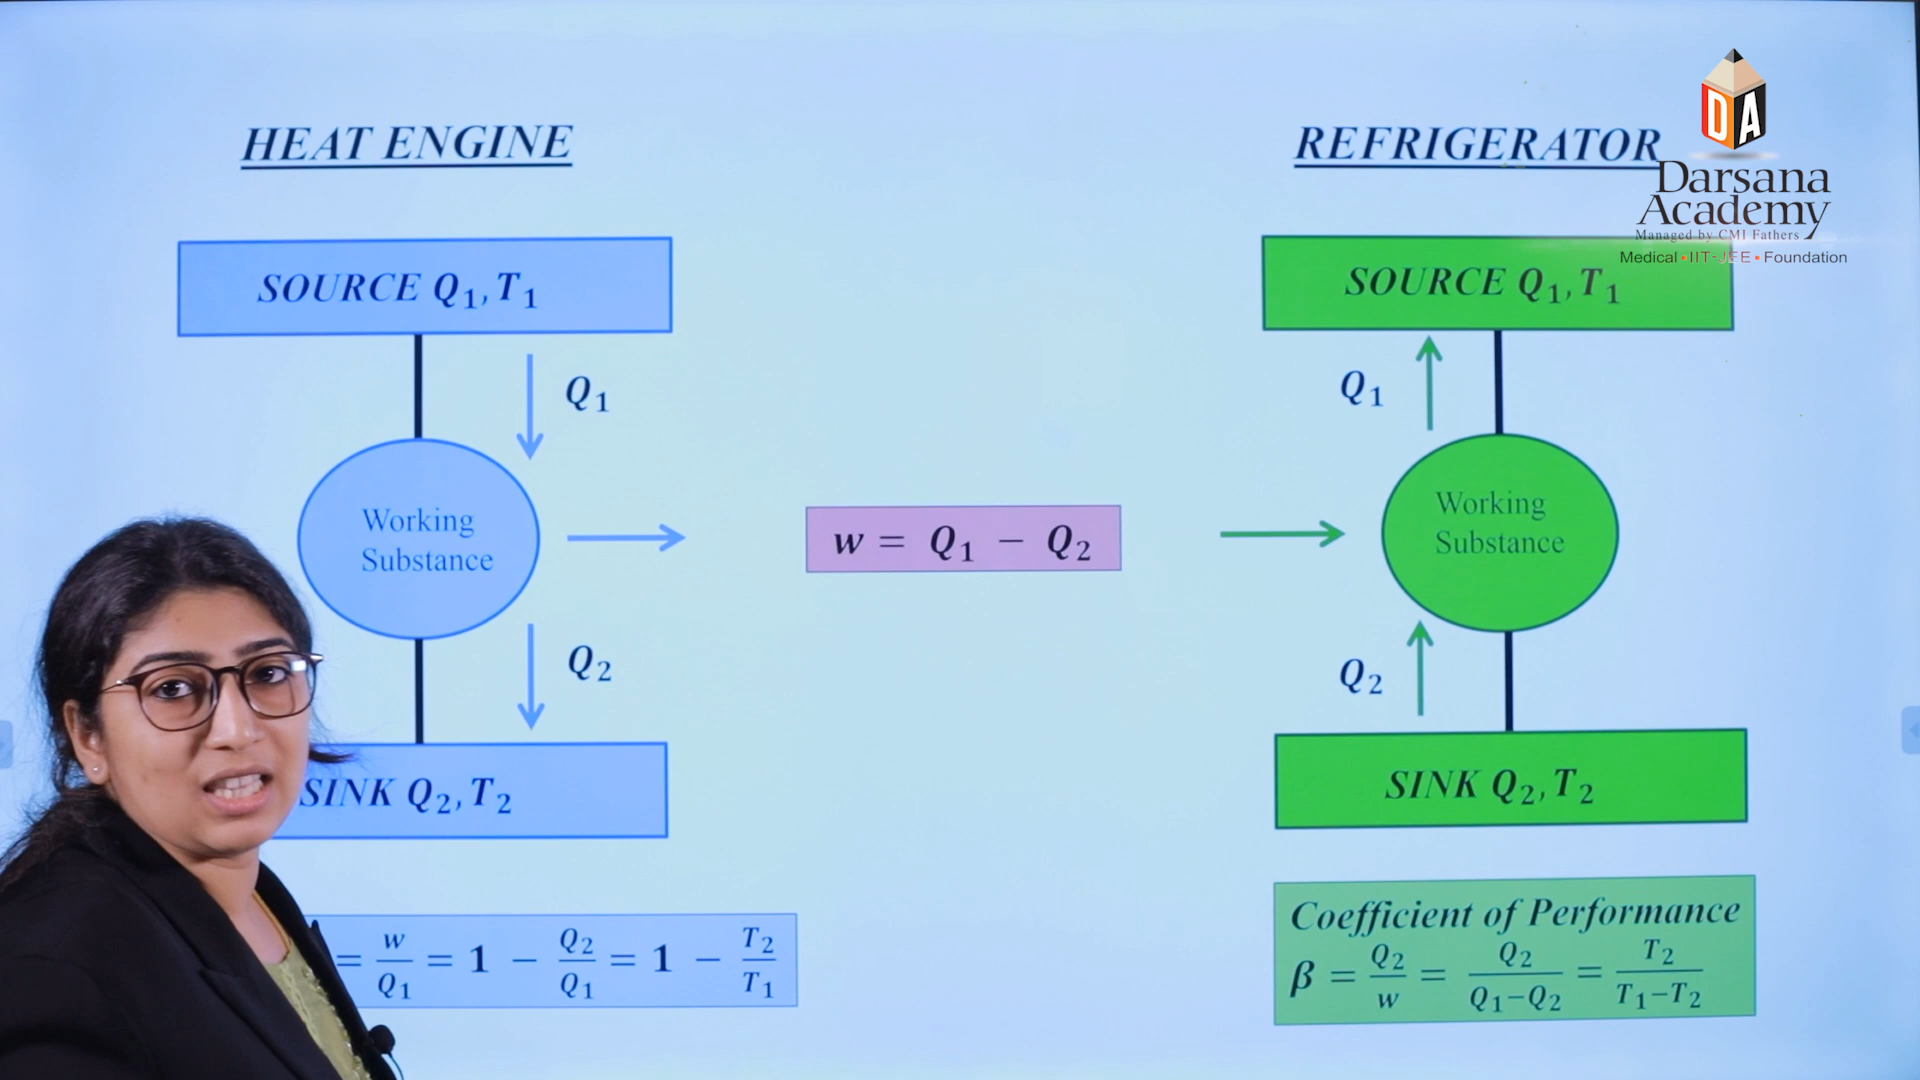 HEAT ENGINE
SOURCE Q₁, T₁
Q₁
Working
Substance
Q₂
SINK Q₂, T₂
= w/Q₁ = 1 − Q₂/Q₁ = 1 − T₂/T₁
w = Q₁ − Q₂
REFRIGERATOR
SOURCE Q₁, T₁
Q₁
Working
Substance
Q₂
SINK Q₂, T₂
Coefficient of Performance
β = Q₂/w = Q₂/Q₁−Q₂ = T₂/T₁−T₂
DA
Darsana
Academy
Managed by CMI Fathers
Medical • IIT-JEE • Foundation